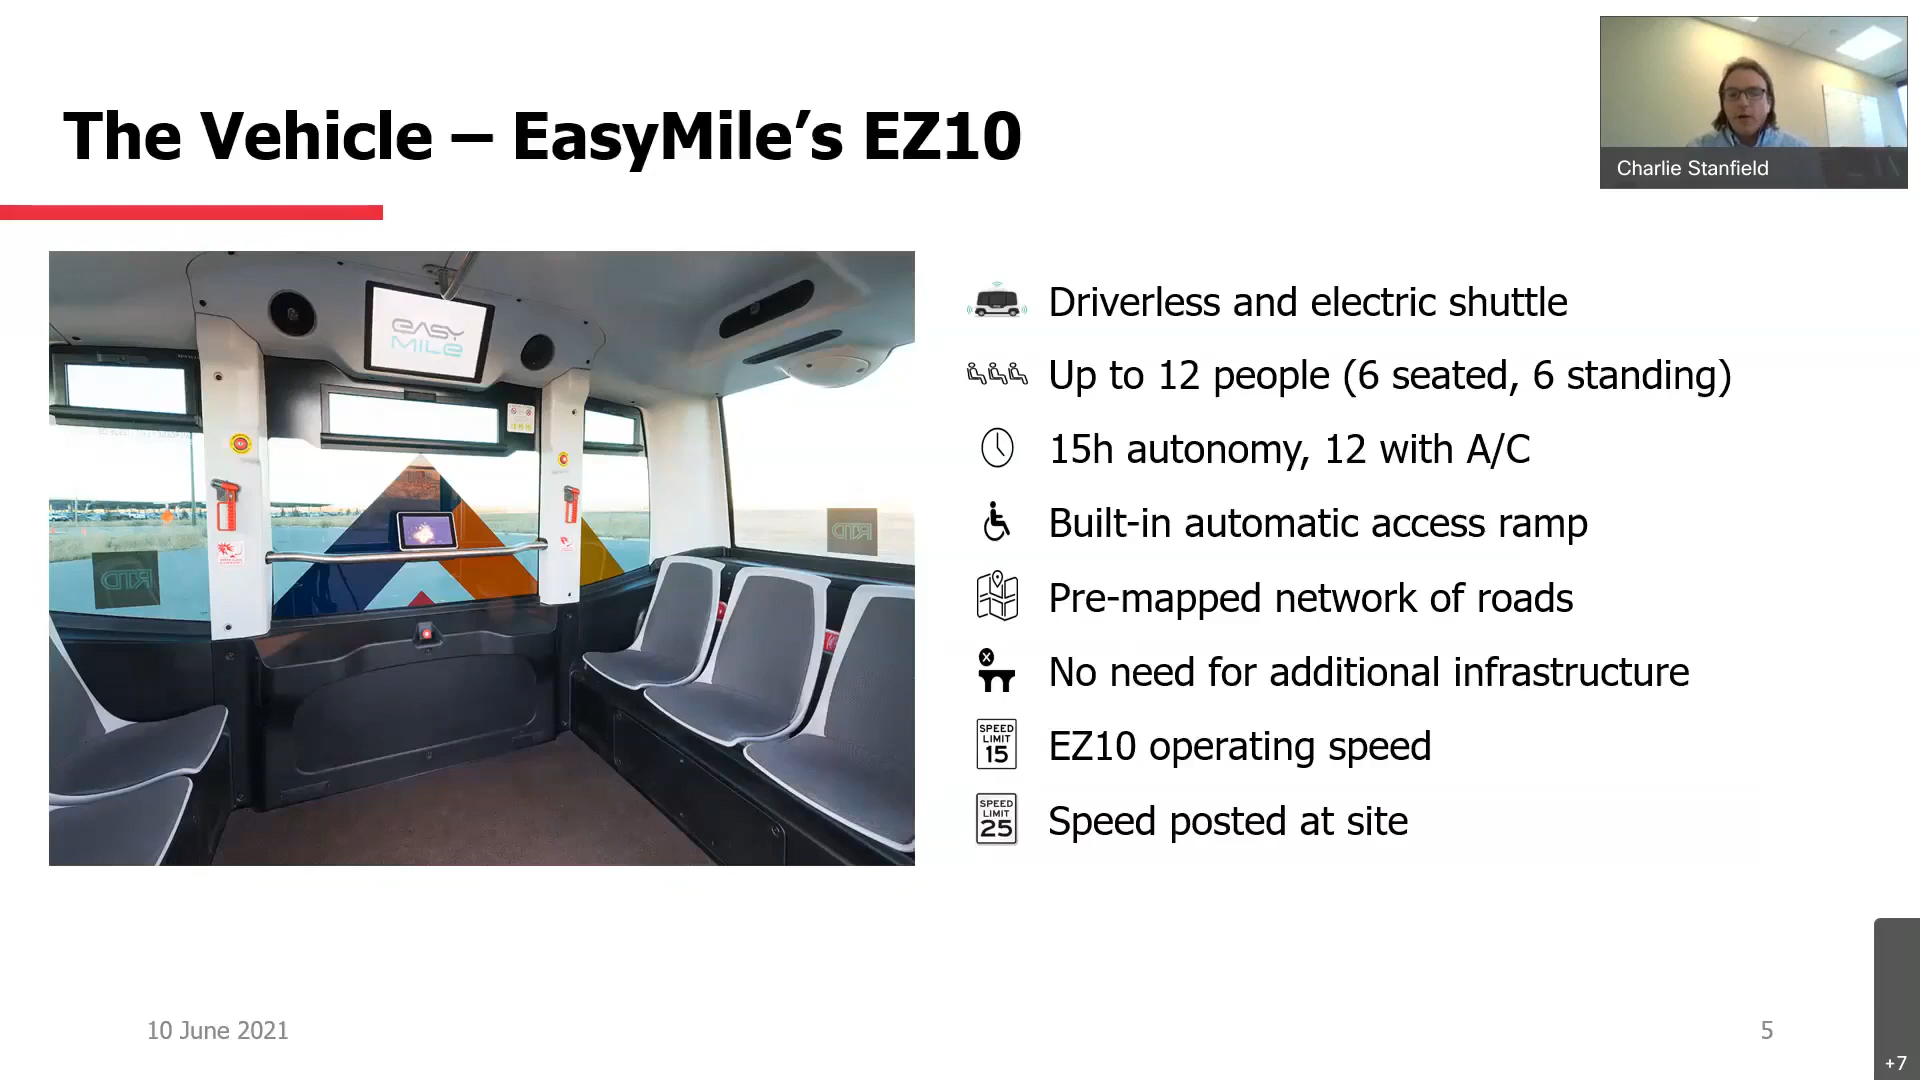 The Vehicle – EasyMile’s EZ10
Charlie Stanfield
EASY
MILE
RTD
RTD
Driverless and electric shuttle
Up to 12 people (6 seated, 6 standing)
15h autonomy, 12 with A/C
Built-in automatic access ramp
Pre-mapped network of roads
No need for additional infrastructure
SPEED
LIMIT
15
EZ10 operating speed
SPEED
LIMIT
25
Speed posted at site
10 June 2021
5
+7